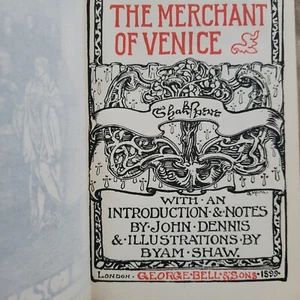 THE MERCHANT
OF VENICE
Shakspere
WITH · AN
INTRODUCTION · & · NOTES
BY · JOHN · DENNIS
& · ILLUSTRATIONS · BY
BYAM · SHAW.
LONDON · GEORGE · BELL · & · SONS · 1899 ·